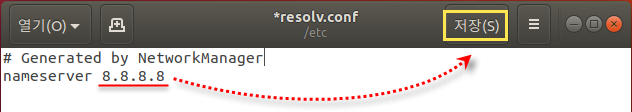 열기(O)
*resolv.conf
/etc
저장(S)
# Generated by NetworkManager
nameserver 8.8.8.8